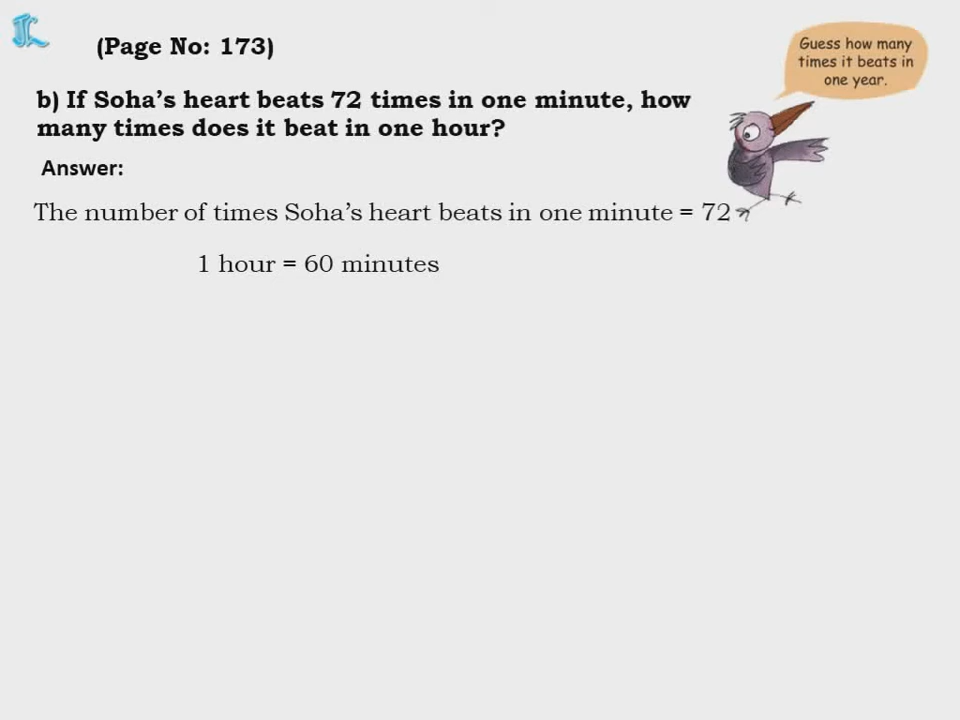 (Page No: 173)
Guess how many
times it beats in
one year.
b) If Soha's heart beats 72 times in one minute, how
many times does it beat in one hour?
Answer:
The number of times Soha's heart beats in one minute = 72
1 hour = 60 minutes